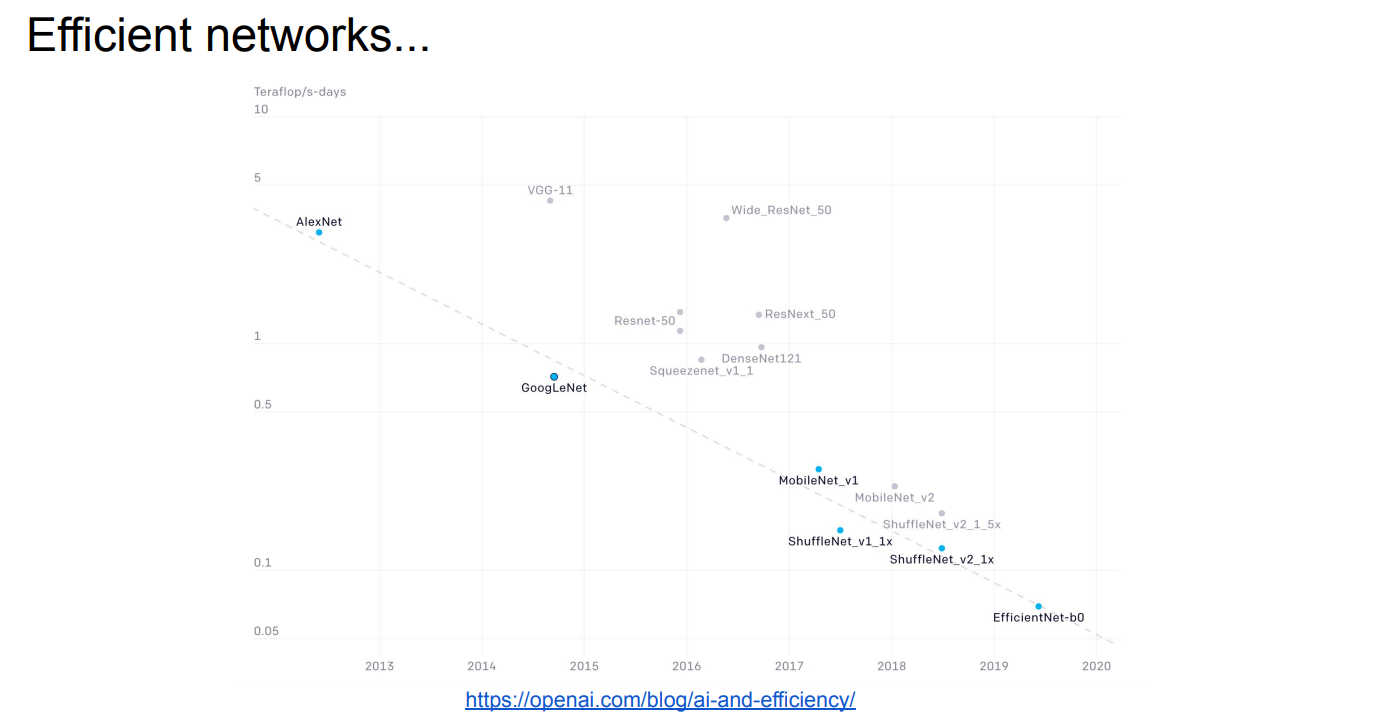 Efficient networks...
Teraflop/s-days
10
5
VGG-11
Wide_ResNet_50
AlexNet
Resnet-50
ResNext_50
1
DenseNet121
Squeezenet_v1_1
GoogLeNet
0.5
MobileNet_v1
MobileNet_v2
ShuffleNet_v2_1_5x
ShuffleNet_v1_1x
ShuffleNet_v2_1x
0.1
EfficientNet-b0
0.05
2013 2014 2015 2016 2017 2018 2019 2020
https://openai.com/blog/ai-and-efficiency/